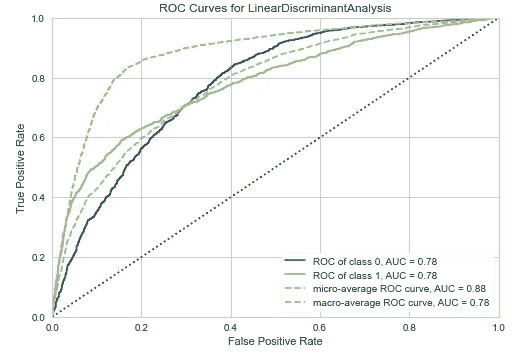 ROC Curves for LinearDiscriminantAnalysis
1.0
0.8
0.6
0.4
0.2
0.0
True Positive Rate
ROC of class 0, AUC = 0.78
ROC of class 1, AUC = 0.78
micro-average ROC curve, AUC = 0.88
macro-average ROC curve, AUC = 0.78
0.0 0.2 0.4 0.6 0.8 1.0
False Positive Rate